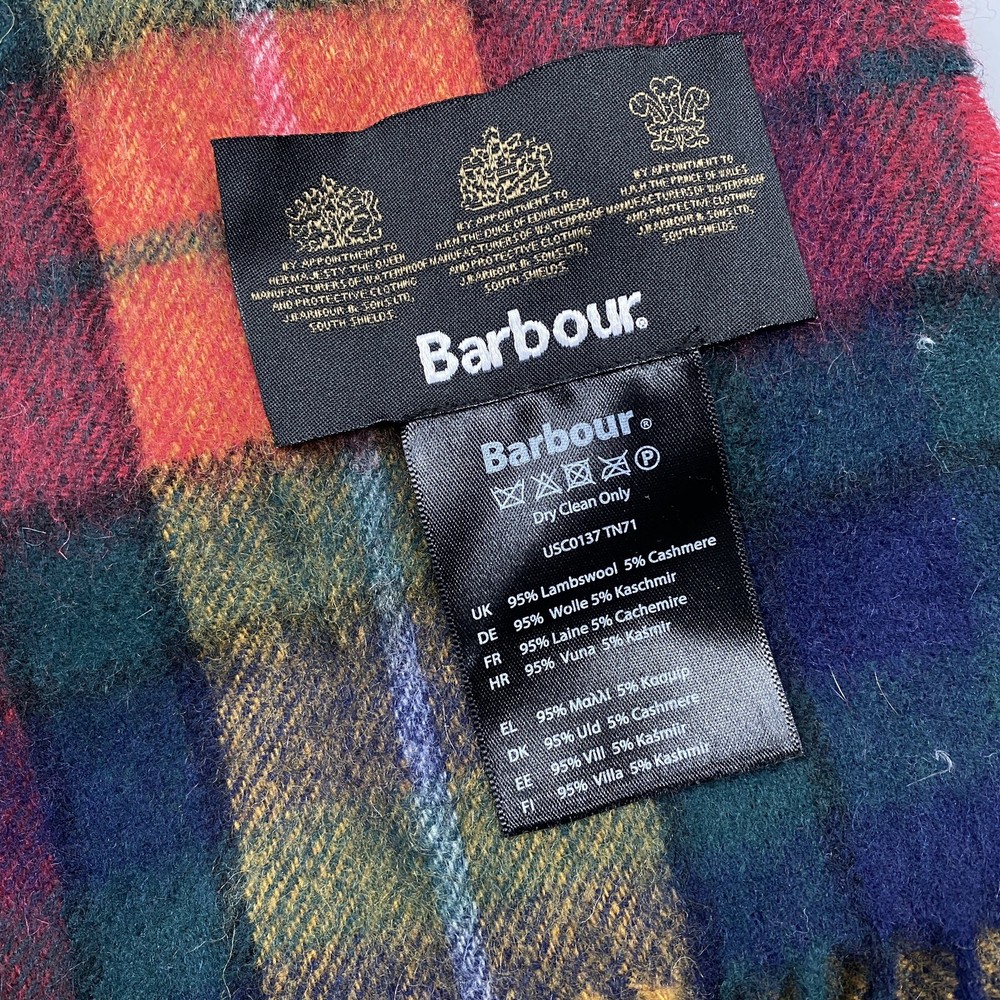 BY APPOINTMENT TO
HER MAJESTY THE QUEEN
MANUFACTURERS OF WATERPROOF
AND PROTECTIVE CLOTHING
J.BARBOUR & SONS LTD,
SOUTH SHIELDS.
BY APPOINTMENT TO
H.R.H THE DUKE OF EDINBURGH,
MANUFACTURERS OF WATERPROOF
AND PROTECTIVE CLOTHING
J.BARBOUR & SONS LTD,
SOUTH SHIELDS.
BY APPOINTMENT TO
H.R.H THE PRINCE OF WALES
MANUFACTURERS OF WATERPROOF
AND PROTECTIVE CLOTHING
J.BARBOUR & SONS LTD,
SOUTH SHIELDS.
Barbour®
Barbour®
P
Dry Clean Only
USC0137 TN71
UK 95% Lambswool 5% Cashmere
DE 95% Wolle 5% Kaschmir
FR 95% Laine 5% Cachemire
HR 95% Vuna 5% Kašmir
EL 95% Μαλλί 5% Κασμιρ
DK 95% Uld 5% Cashmere
EE 95% Vill 5% Kašmiir
FI 95% Villa 5% Kashmir